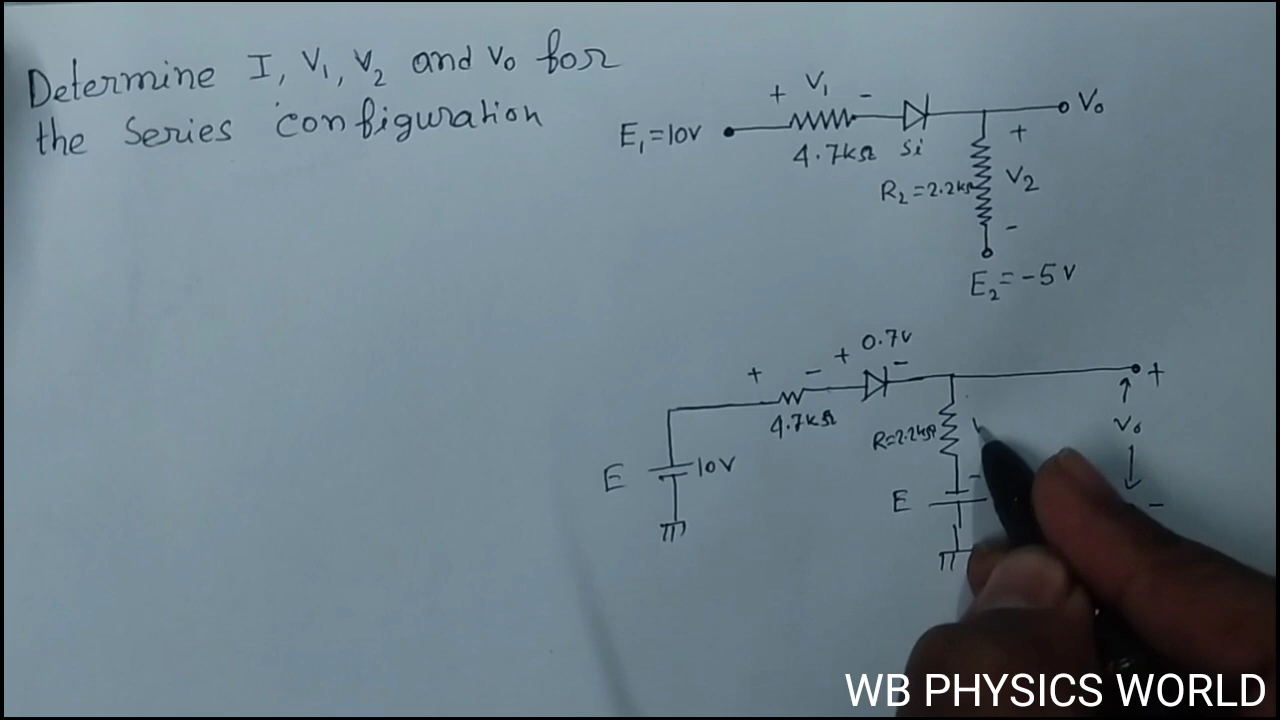 Determine I, V₁, V₂ and V₀ for
the Series configuration
+ V₁ -
E₁=10V
4.7kΩ Si
V₀
+
R₂=2.2kΩ V₂
-
E₂=-5V
+ - + 0.7V -
4.7kΩ
+
R=2.2kΩ
V₀
E 10V
-
E
-
WB PHYSICS WORLD